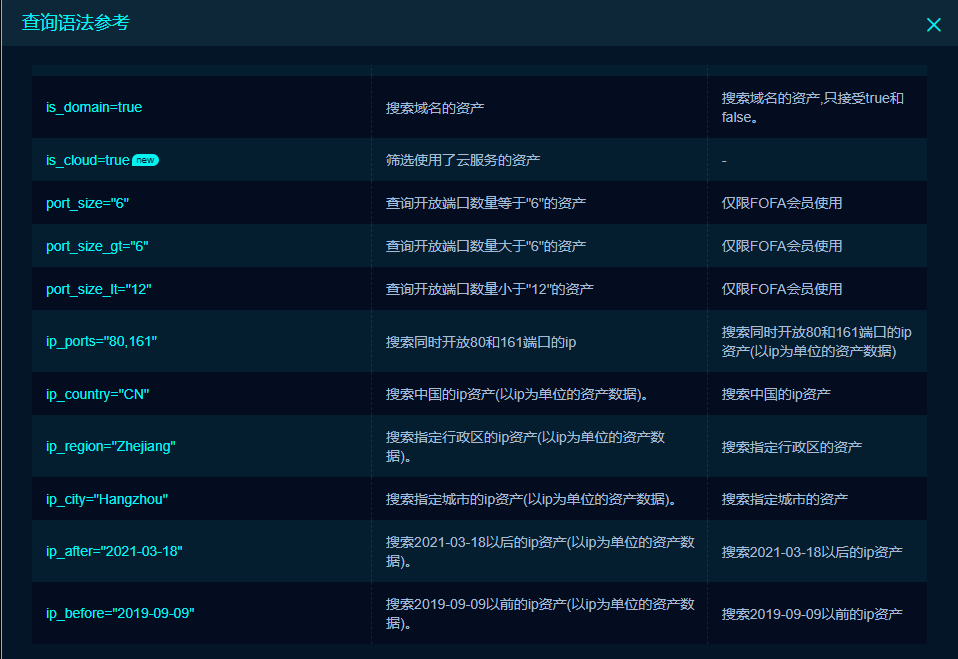 查询语法参考
is_domain=true 搜索域名的资产 搜索域名的资产,只接受true和
false。
is_cloud=true new 筛选使用了云服务的资产 -
port_size="6" 查询开放端口数量等于"6"的资产 仅限FOFA会员使用
port_size_gt="6" 查询开放端口数量大于"6"的资产 仅限FOFA会员使用
port_size_lt="12" 查询开放端口数量小于"12"的资产 仅限FOFA会员使用
ip_ports="80,161" 搜索同时开放80和161端口的ip 搜索同时开放80和161端口的ip
资产(以ip为单位的资产数据)
ip_country="CN" 搜索中国的ip资产(以ip为单位的资产数据)。 搜索中国的ip资产
ip_region="Zhejiang" 搜索指定行政区的ip资产(以ip为单位的资产数
据)。 搜索指定行政区的资产
ip_city="Hangzhou" 搜索指定城市的ip资产(以ip为单位的资产数据)。 搜索指定城市的资产
ip_after="2021-03-18" 搜索2021-03-18以后的ip资产(以ip为单位的资产数
据)。 搜索2021-03-18以后的ip资产
ip_before="2019-09-09" 搜索2019-09-09以前的ip资产(以ip为单位的资产数
据)。 搜索2019-09-09以前的ip资产